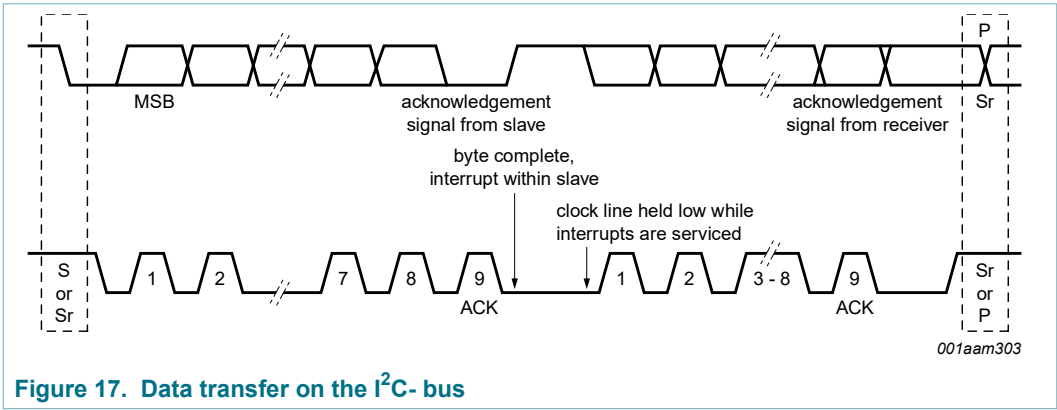 P
MSB
acknowledgement
signal from slave
acknowledgement
signal from receiver
Sr
byte complete,
interrupt within slave
clock line held low while
interrupts are serviced
S
or
Sr
1
2
7
8
9
ACK
1
2
3 - 8
9
ACK
Sr
or
P
001aam303
Figure 17. Data transfer on the I²C- bus